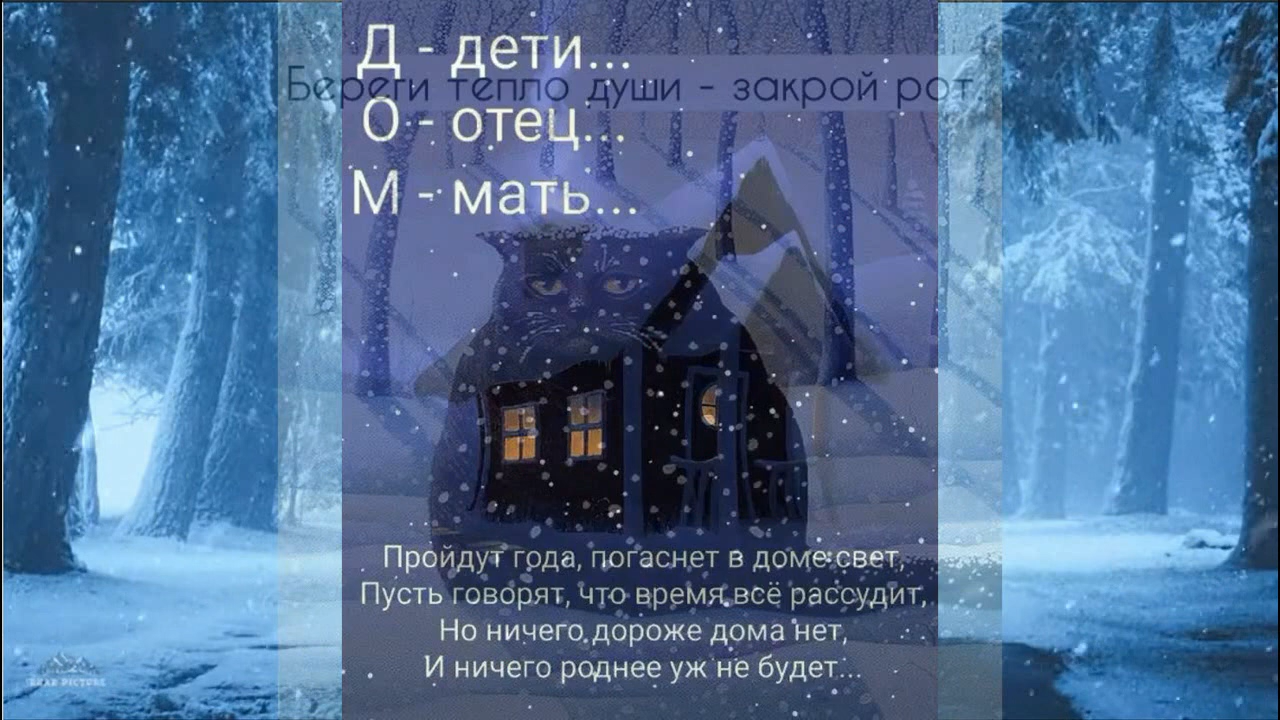 Д - дети...
Береги тепло души - закрой рот
О - отец...
М - мать...
Пройдут года, погаснет в доме свет,
Пусть говорят, что время всё рассудит,
Но ничего дороже дома нет,
И ничего роднее уж не будет...